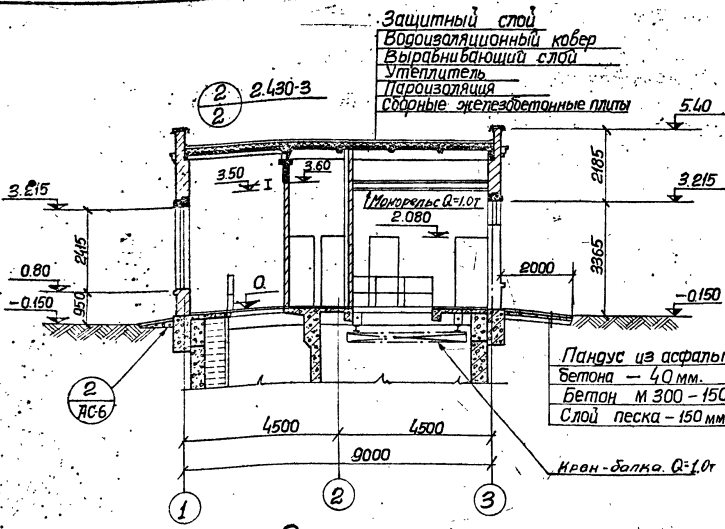 Защитный слой
Водоизоляционный ковер
Выравнивающий слой
Утеплитель
Пароизоляция
Сборные железобетонные плиты
2
2
2.430-3
5.40
2185
3.50
I
3.60
3.215
3.215
Монорельс Q=1.0т
2.080
2415
3365
2000
0.80
0.
950
-0.150
-0.150
2
АС-6
Пандус из асфаль
бетона - 40 мм.
Бетон М 300 - 150
Слой песка - 150 мм
4500
4500
9000
Кран-балка. Q=1.0т
1
2
3